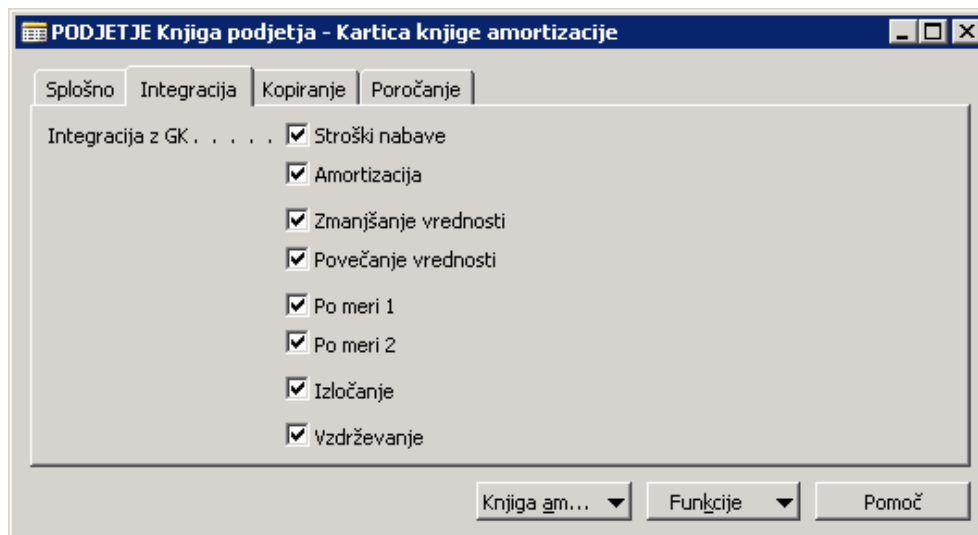 PODJETJE Knjiga podjetja - Kartica knjige amortizacije
Splošno Integracija Kopiranje Poročanje
Integracija z GK . . . . . Stroški nabave
Amortizacija
Zmanjšanje vrednosti
Povečanje vrednosti
Po meri 1
Po meri 2
Izločanje
Vzdrževanje
Knjiga am... Funkcije Pomoč